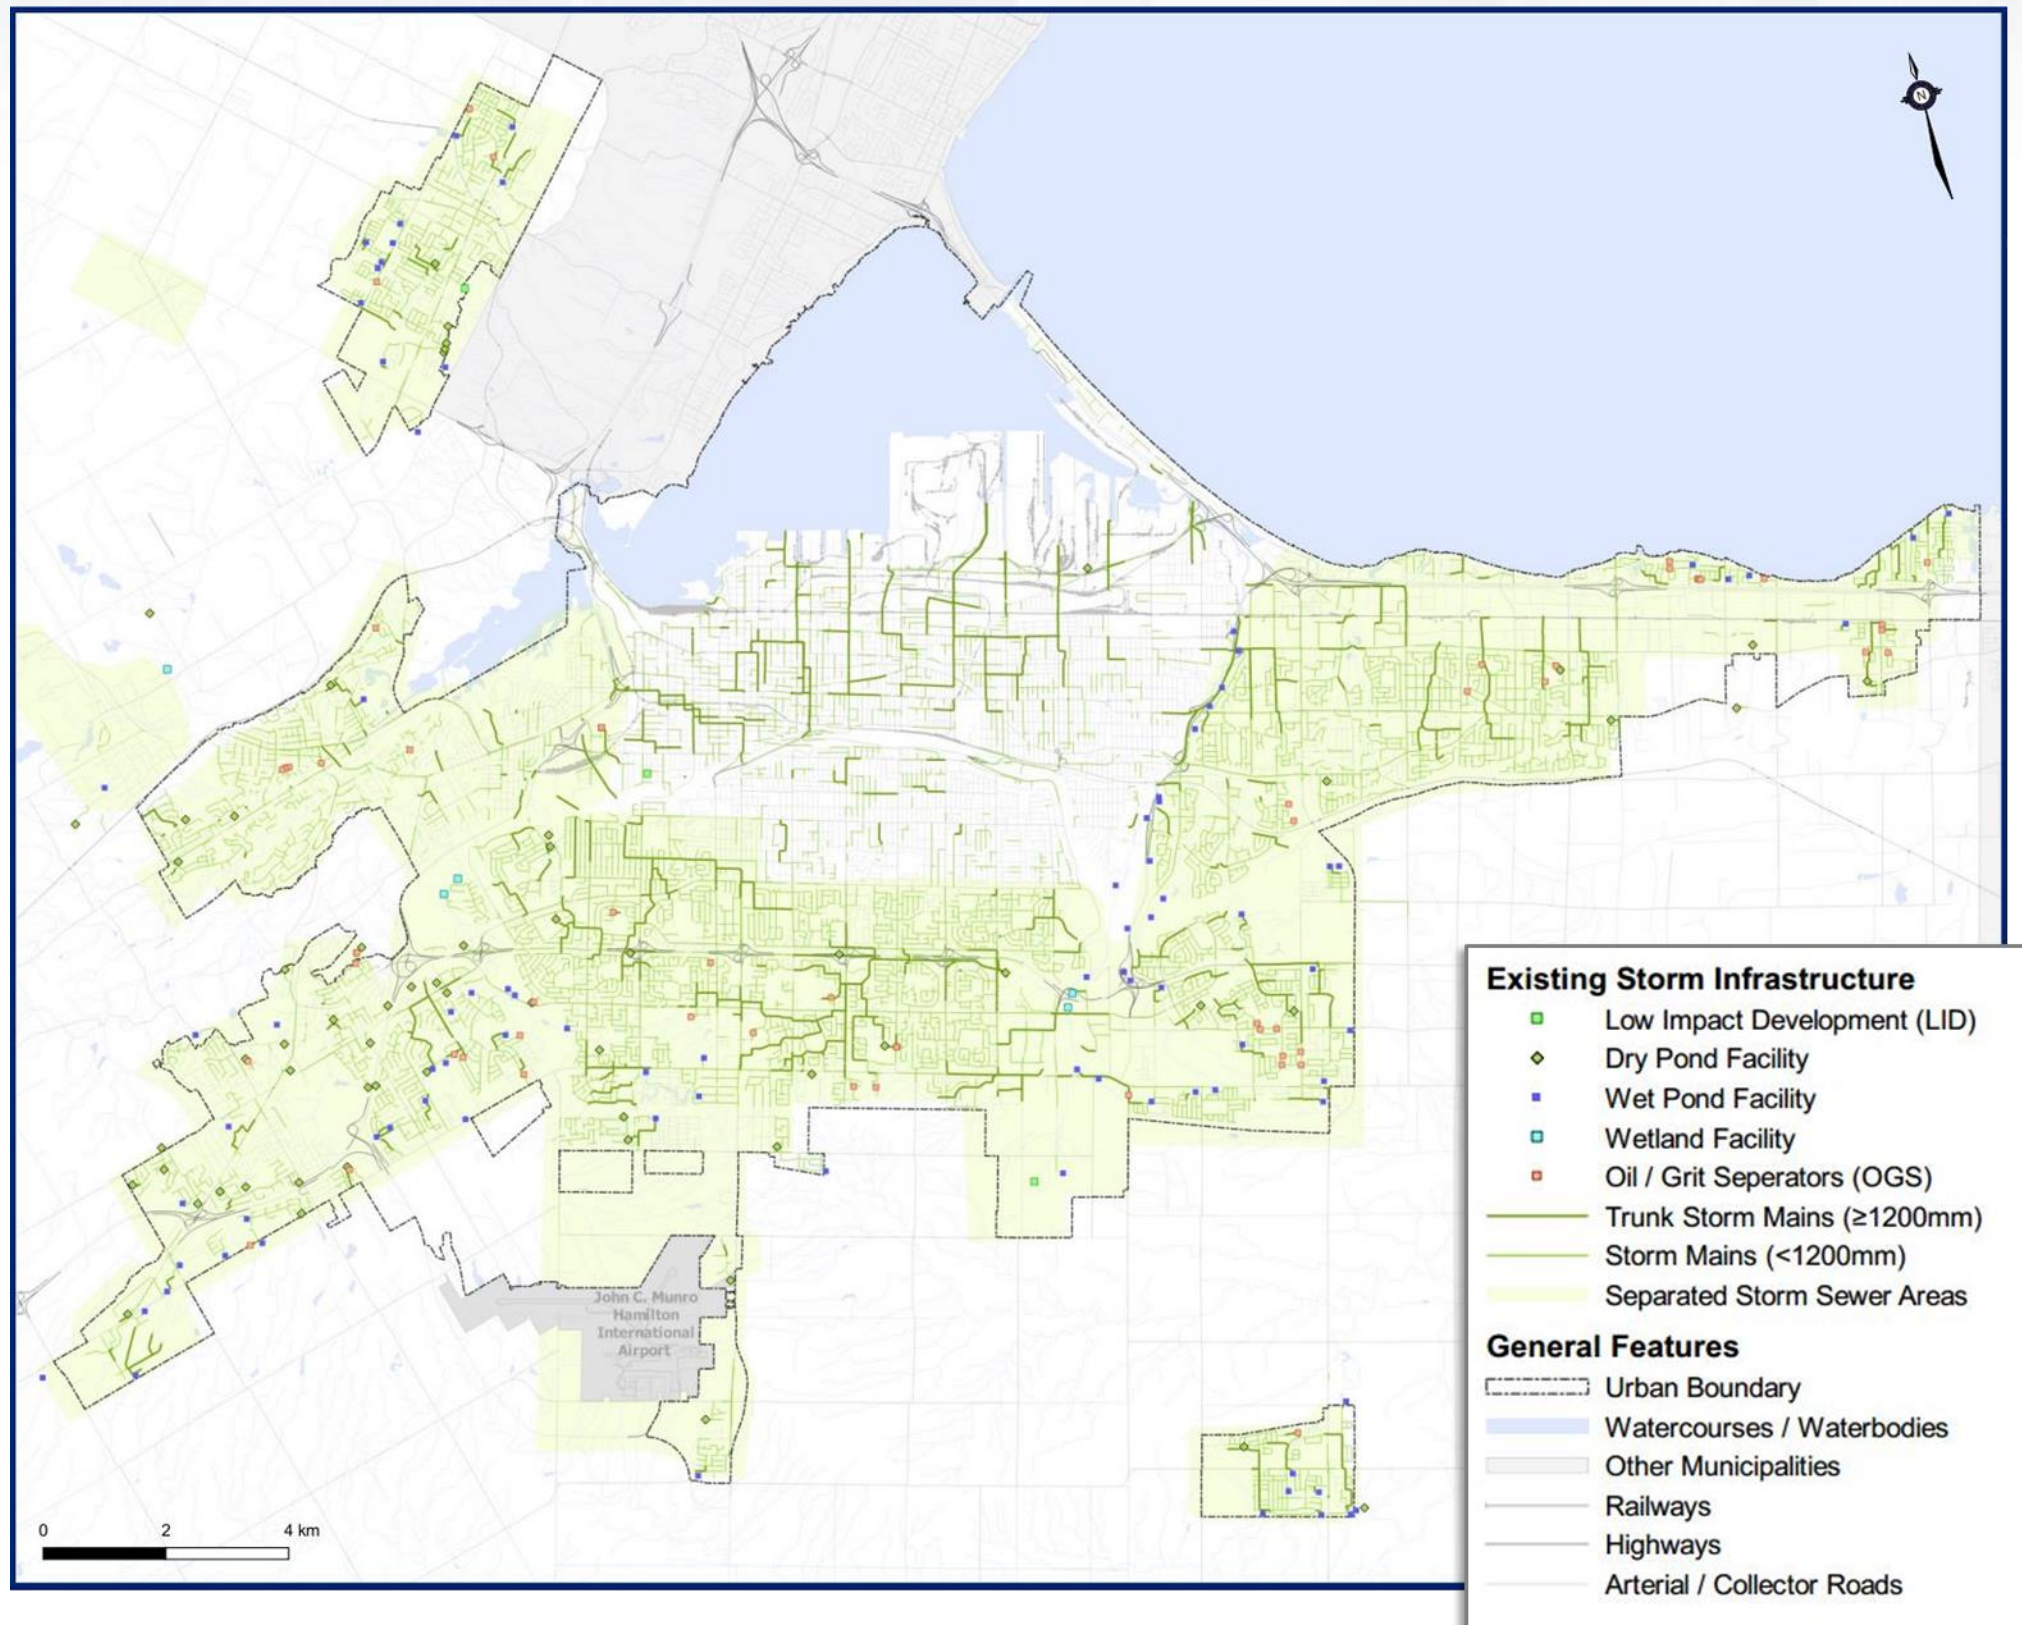 N
John C. Munro
Hamilton
International
Airport
0 2 4 km
Existing Storm Infrastructure
Low Impact Development (LID)
Dry Pond Facility
Wet Pond Facility
Wetland Facility
Oil / Grit Seperators (OGS)
Trunk Storm Mains (≥1200mm)
Storm Mains (<1200mm)
Separated Storm Sewer Areas
General Features
Urban Boundary
Watercourses / Waterbodies
Other Municipalities
Railways
Highways
Arterial / Collector Roads